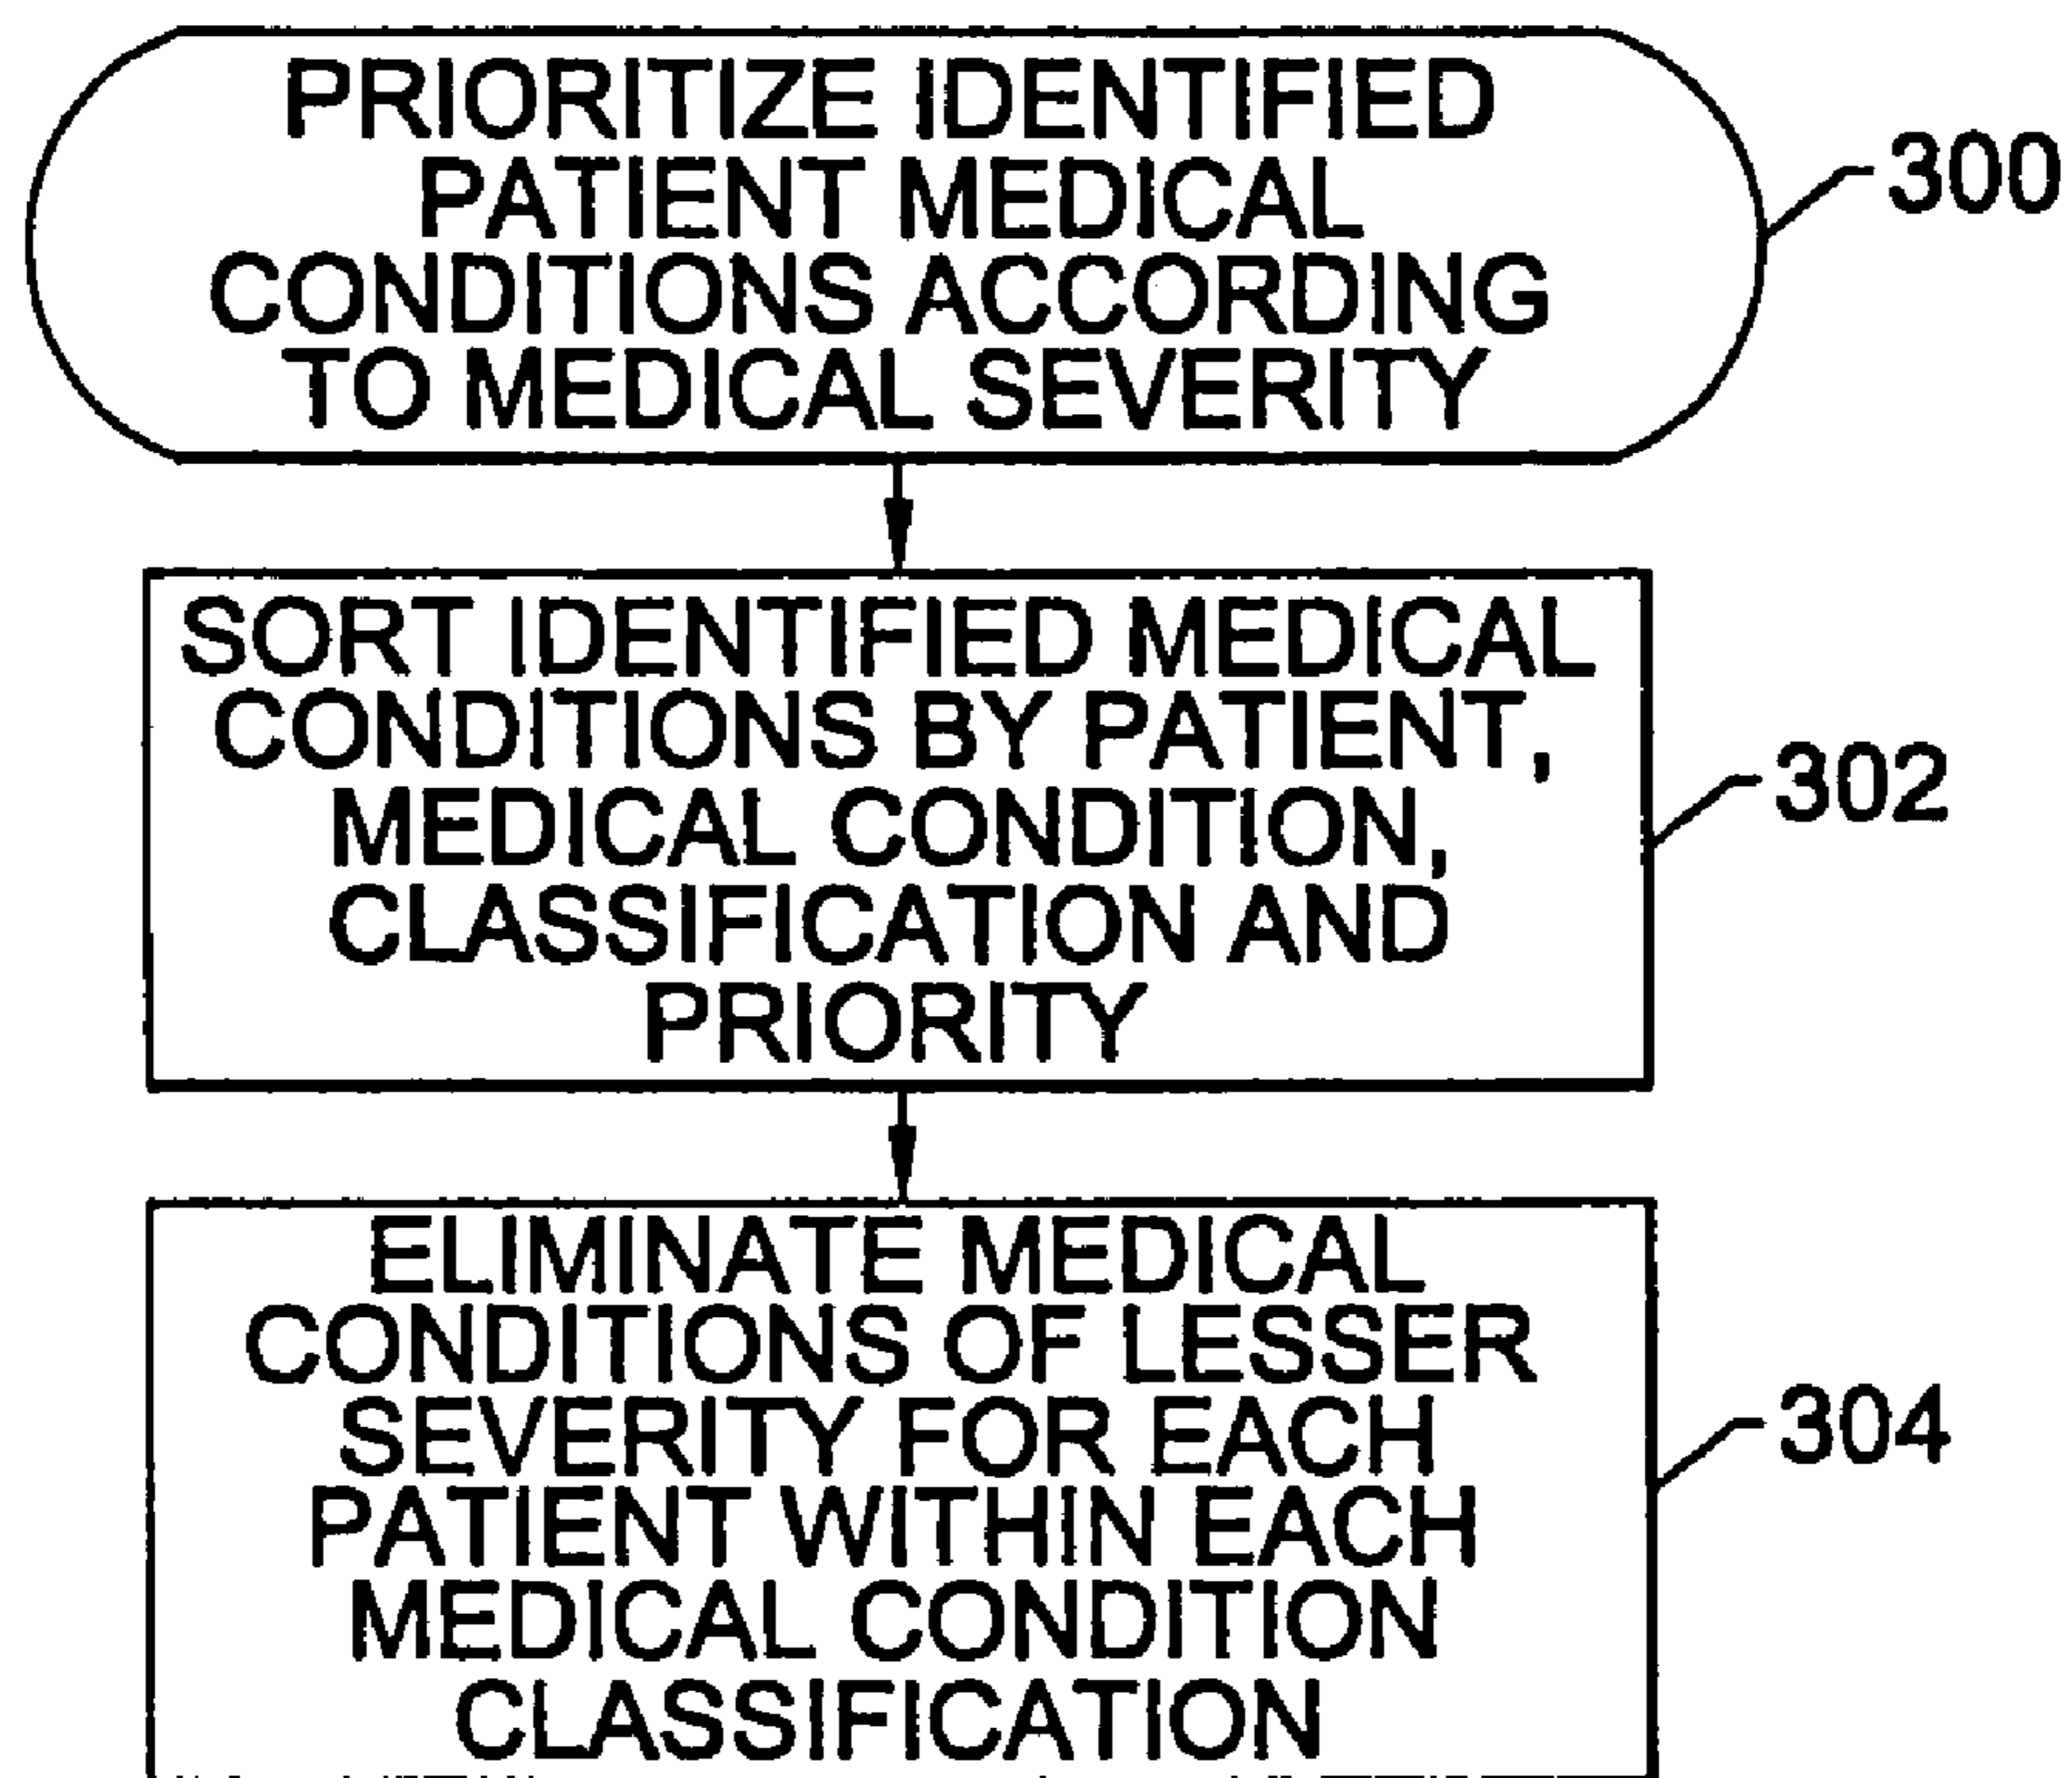 PRIORITIZE IDENTIFIED
PATIENT MEDICAL
CONDITIONS ACCORDING
TO MEDICAL SEVERITY
300
SORT IDENTIFIED MEDICAL
CONDITIONS BY PATIENT,
MEDICAL CONDITION,
CLASSIFICATION AND
PRIORITY
302
ELIMINATE MEDICAL
CONDITIONS OF LESSER
SEVERITY FOR EACH
PATIENT WITHIN EACH
MEDICAL CONDITION
CLASSIFICATION
304